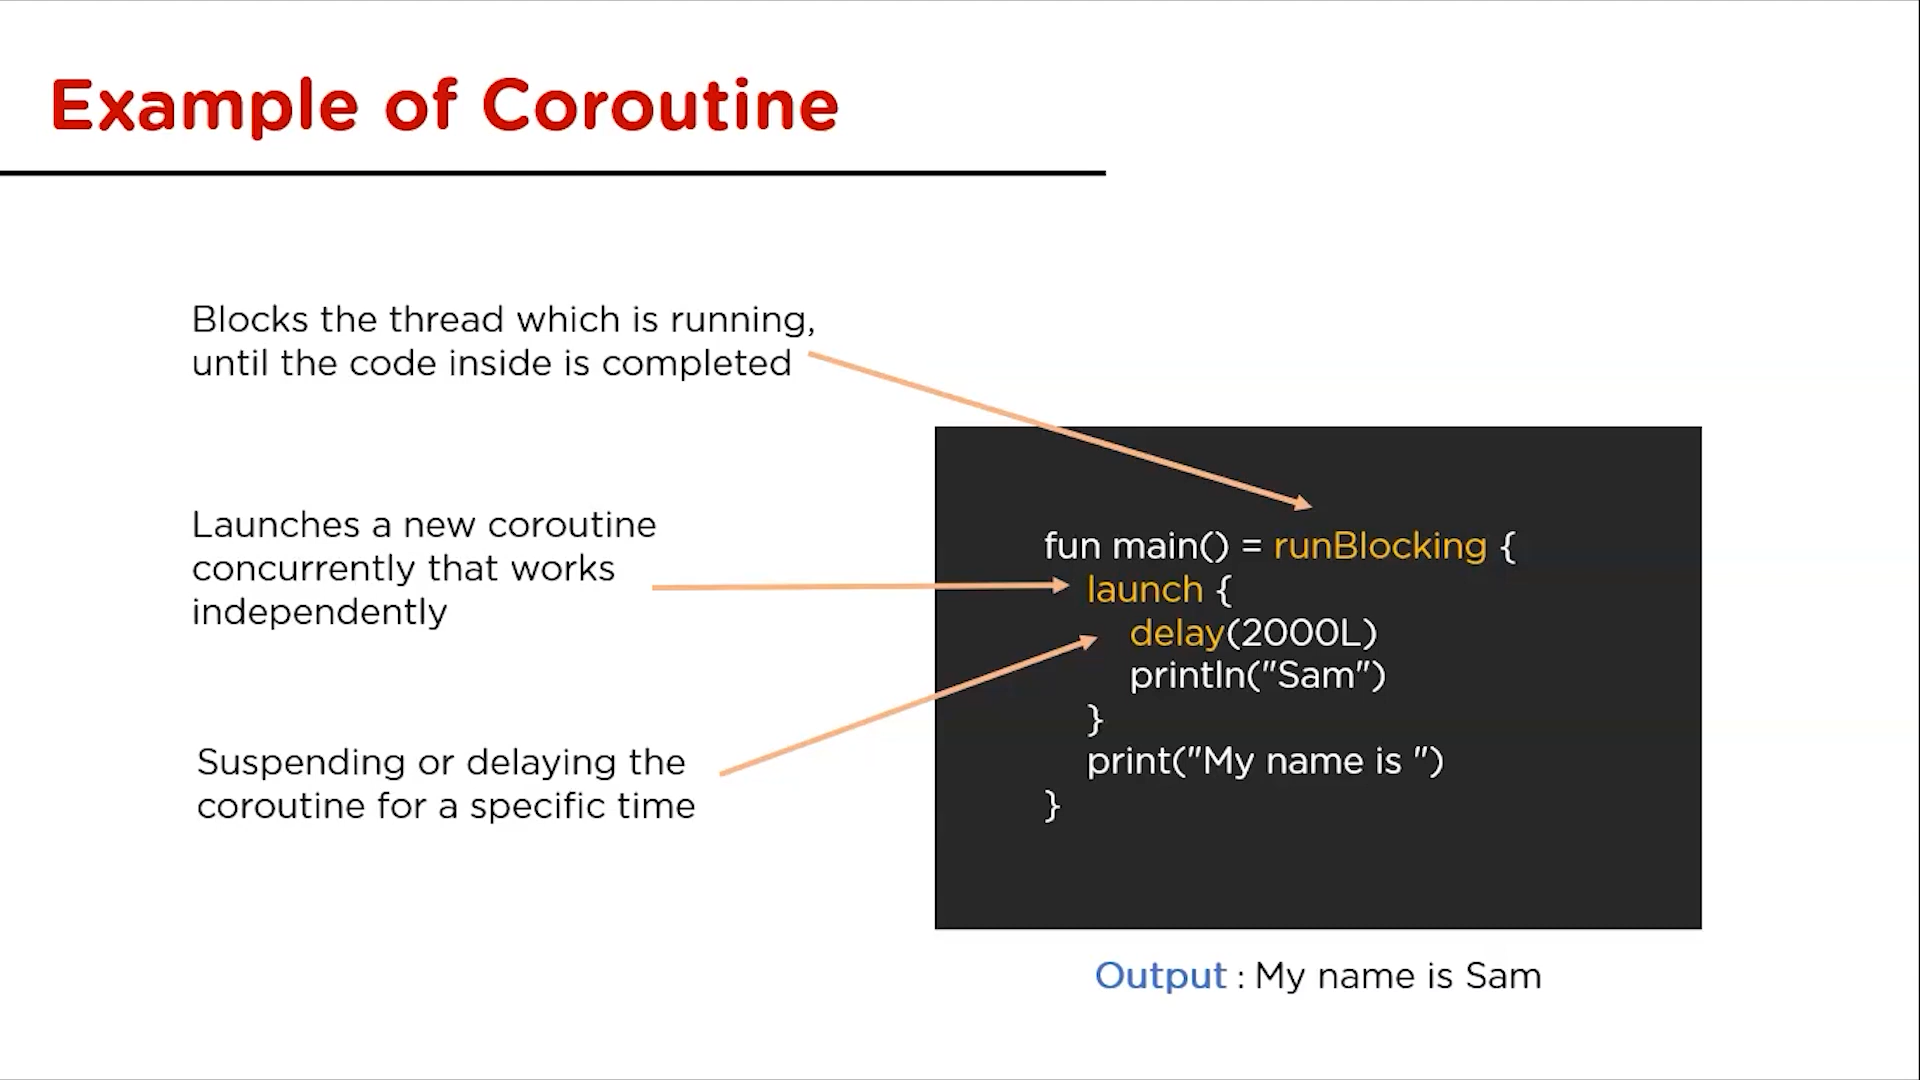 Example of Coroutine
Blocks the thread which is running,
until the code inside is completed
Launches a new coroutine
concurrently that works
independently
Suspending or delaying the
coroutine for a specific time
fun main() = runBlocking {
launch {
delay(2000L)
println("Sam")
}
print("My name is ")
}
Output : My name is Sam